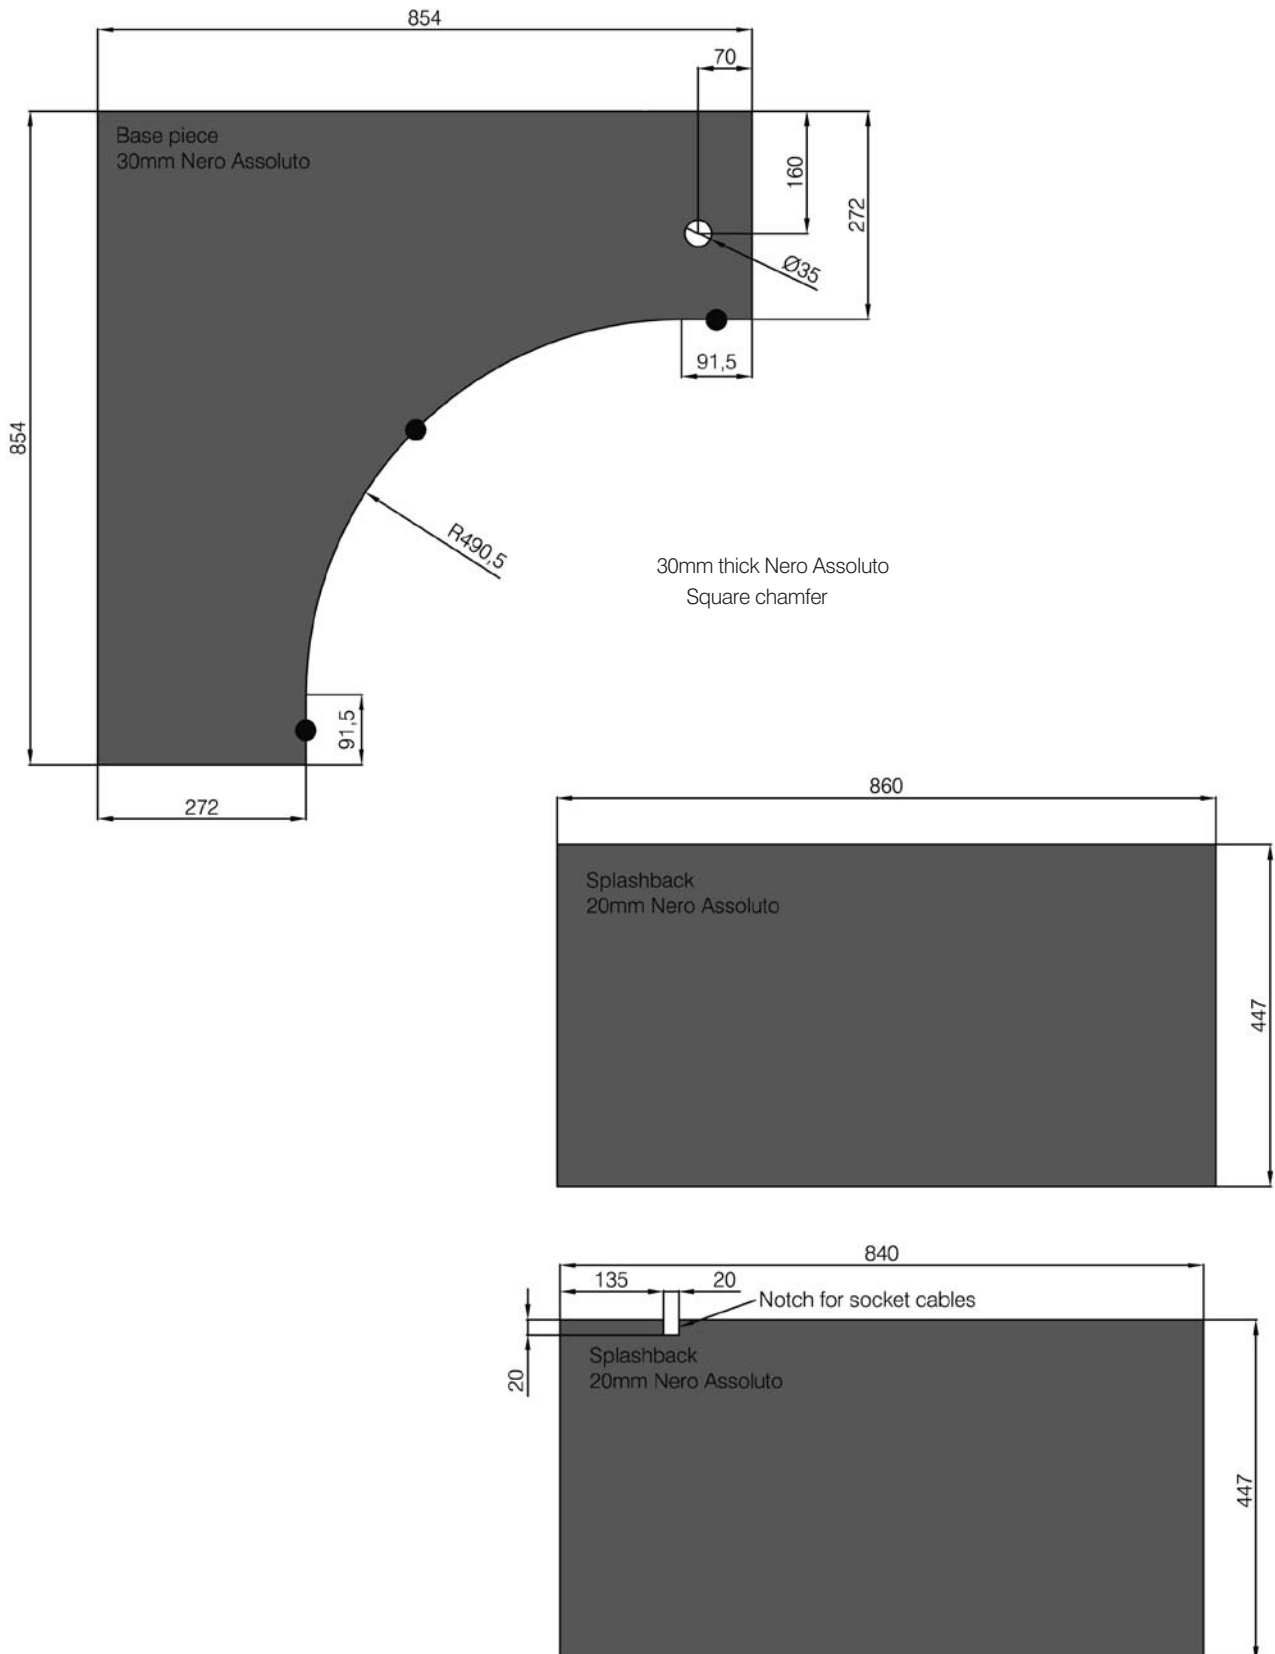 854
70
Base piece
30mm Nero Assoluto
160
272
Ø35
91,5
854
R490,5
30mm thick Nero Assoluto
Square chamfer
91,5
272
860
Splashback
20mm Nero Assoluto
447
840
135
20
Notch for socket cables
20
Splashback
20mm Nero Assoluto
447